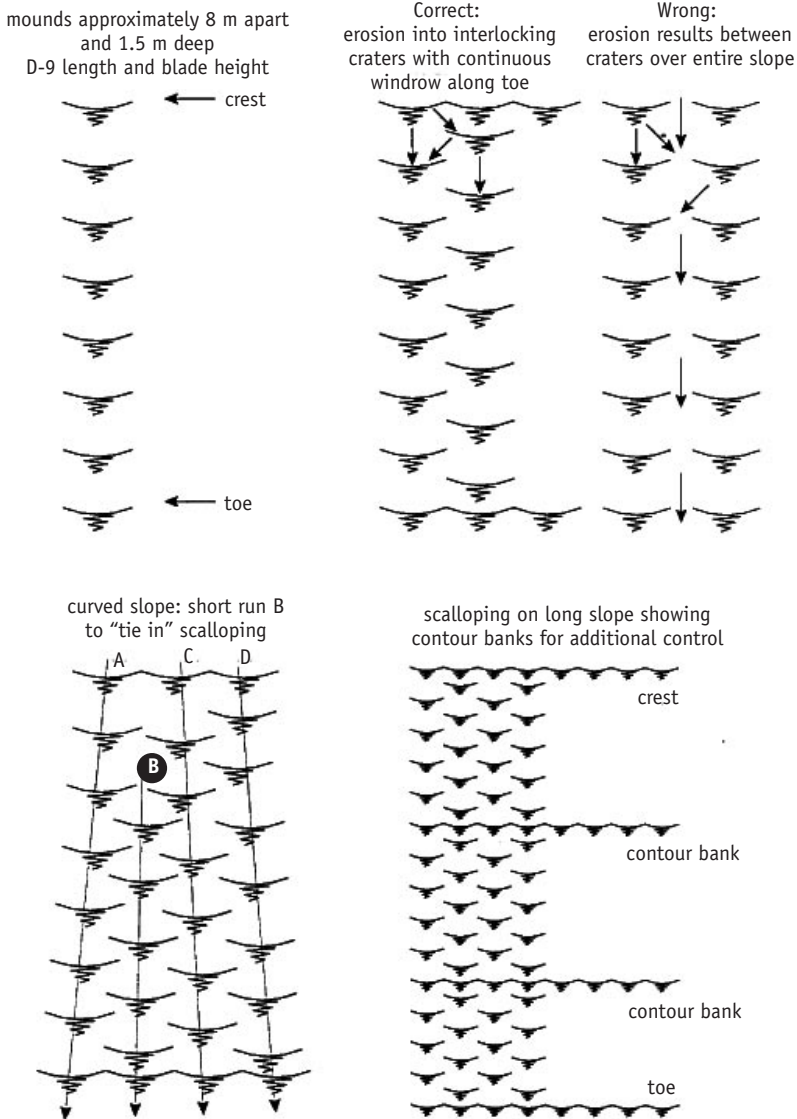 mounds approximately 8 m apart
and 1.5 m deep
D-9 length and blade height
crest
toe
Correct:
erosion into interlocking
craters with continuous
windrow along toe
Wrong:
erosion results between
craters over entire slope
curved slope: short run B
to “tie in” scalloping
A
C
D
B
scalloping on long slope showing
contour banks for additional control
crest
contour bank
contour bank
toe